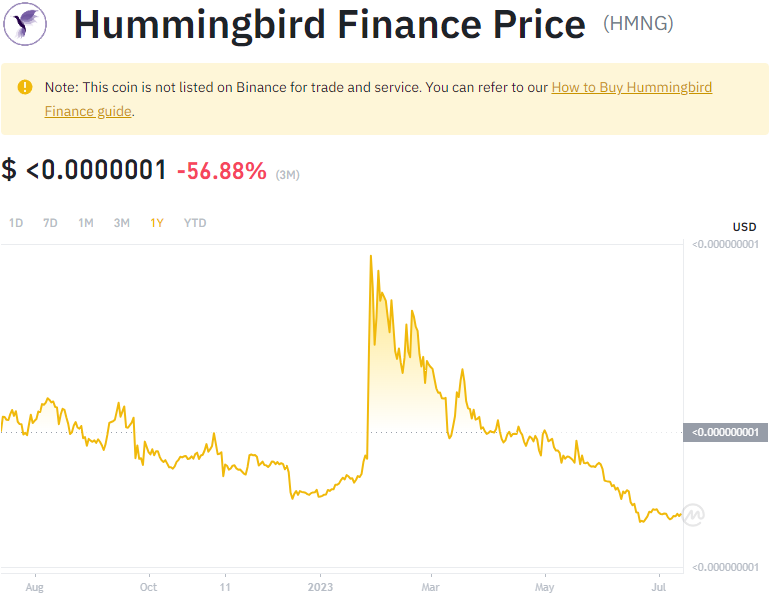 Hummingbird Finance Price (HMNG)
Note: This coin is not listed on Binance for trade and service. You can refer to our How to Buy Hummingbird
Finance guide.
$ <0.0000001 -56.88% (3M)
1D 7D 1M 3M 1Y YTD
USD
<0.000000001
<0.000000001
<0.000000001
Aug Oct 11 2023 Mar May Jul